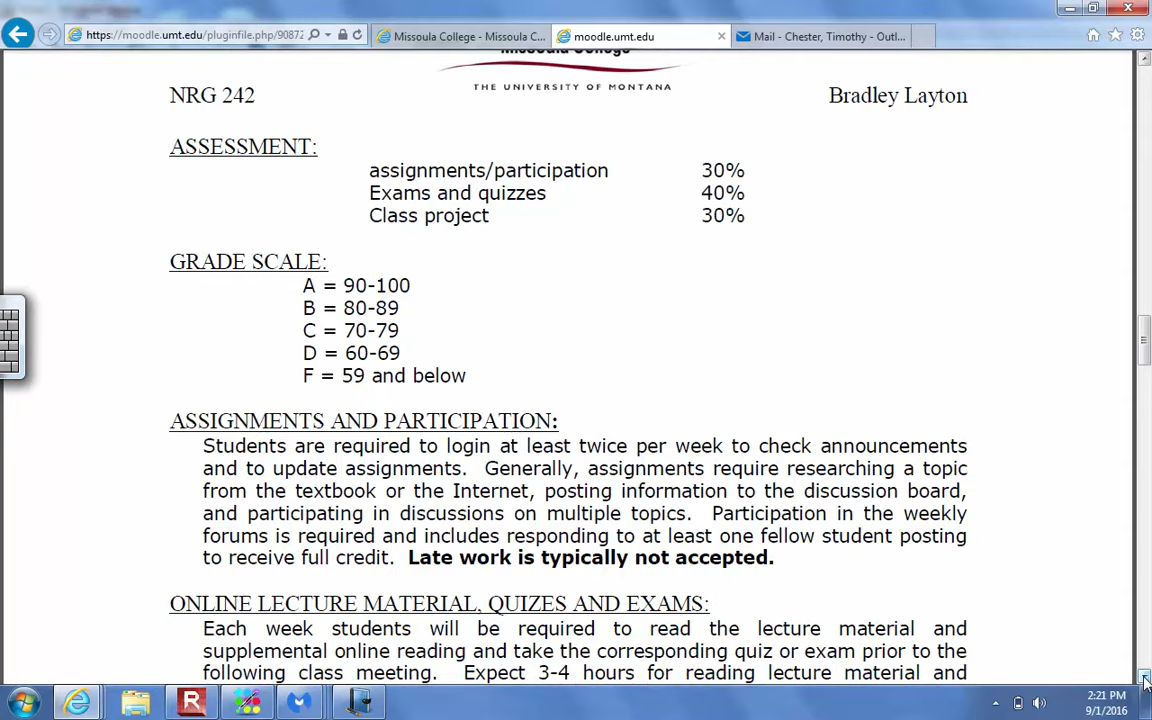 https://moodle.umt.edu/pluginfile.php/90872
Missoula College - Missoula C...
moodle.umt.edu
Mail - Chester, Timothy - Outl...
Missoula College
THE UNIVERSITY OF MONTANA
NRG 242 Bradley Layton
ASSESSMENT:
assignments/participation 30%
Exams and quizzes 40%
Class project 30%
GRADE SCALE:
A = 90-100
B = 80-89
C = 70-79
D = 60-69
F = 59 and below
ASSIGNMENTS AND PARTICIPATION:
Students are required to login at least twice per week to check announcements
and to update assignments. Generally, assignments require researching a topic
from the textbook or the Internet, posting information to the discussion board,
and participating in discussions on multiple topics. Participation in the weekly
forums is required and includes responding to at least one fellow student posting
to receive full credit. Late work is typically not accepted.
ONLINE LECTURE MATERIAL, QUIZES AND EXAMS:
Each week students will be required to read the lecture material and
supplemental online reading and take the corresponding quiz or exam prior to the
following class meeting. Expect 3-4 hours for reading lecture material and
R
2:21 PM
9/1/2016